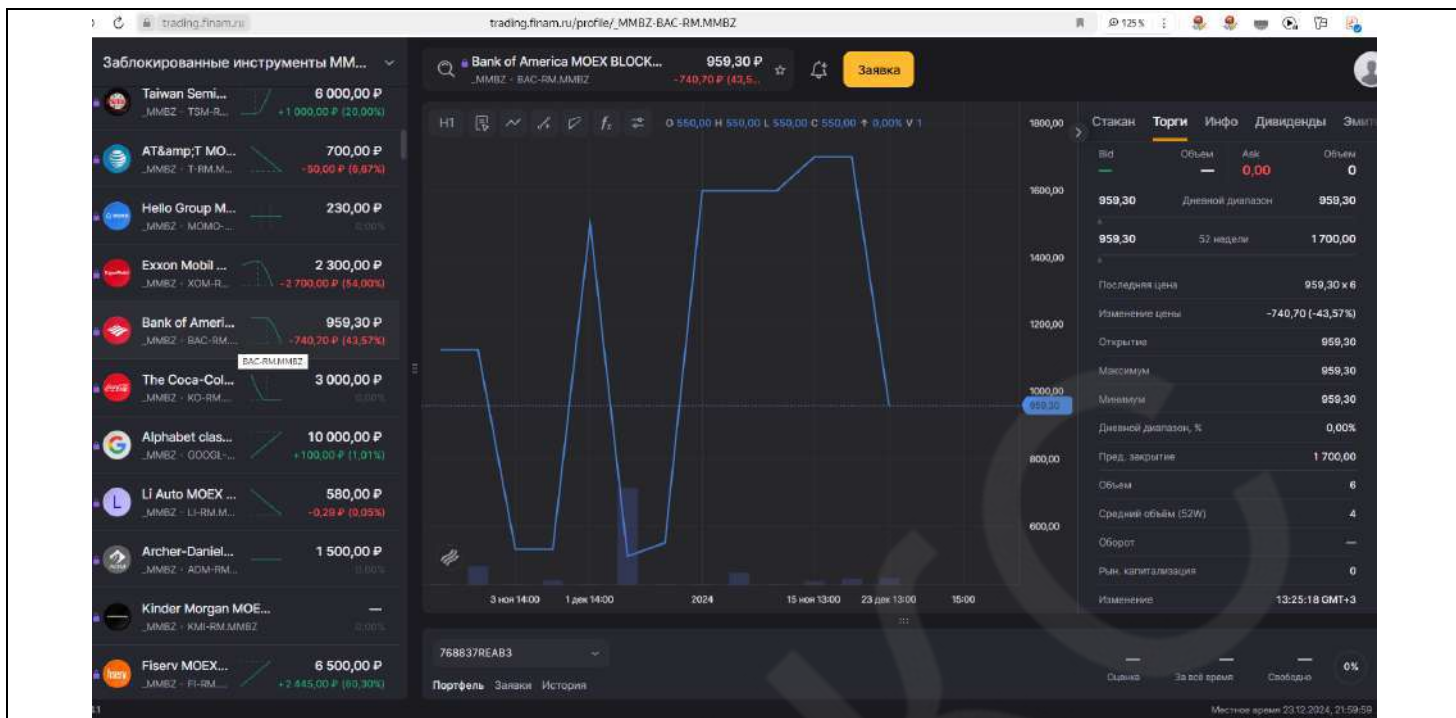 trading.finam.ru
trading.finam.ru/profile/_MMBZ-BAC-RM.MMBZ
125 %
Заблокированные инструменты ММ...
Taiwan Semi...
6 000,00 ₽
_MMBZ · TSM-R...
+1 000,00 ₽ (20,00%)
AT&amp;T MO...
700,00 ₽
_MMBZ · T-RM.M...
-50,00 ₽ (6,67%)
Hello Group M...
230,00 ₽
_MMBZ · MOMO-...
0,00%
Exxon Mobil ...
2 300,00 ₽
_MMBZ · XOM-R...
-2 700,00 ₽ (54,00%)
Bank of Ameri...
959,30 ₽
_MMBZ · BAC-RM...
-740,70 ₽ (43,57%)
BAC-RM.MMBZ
The Coca-Col...
3 000,00 ₽
_MMBZ · KO-RM...
0,00%
Alphabet clas...
10 000,00 ₽
_MMBZ · GOOGL-...
+100,00 ₽ (1,01%)
L
Li Auto MOEX ...
580,00 ₽
_MMBZ · LI-RM.M...
-0,29 ₽ (0,05%)
Archer-Daniel...
1 500,00 ₽
_MMBZ · ADM-RM...
0,00%
Kinder Morgan MOE...
—
_MMBZ · KMI-RM.MMBZ
0,00%
Fiserv MOEX...
6 500,00 ₽
_MMBZ · FI-RM....
+2 445,00 ₽ (60,30%)
Bank of America MOEX BLOCK...
959,30 ₽
_MMBZ · BAC-RM.MMBZ
-740,70 ₽ (43,5...
Заявка
H1
O 550,00 H 550,00 L 550,00 C 550,00 0,00% V 1
1800,00
1600,00
1400,00
1200,00
1000,00
959,30
800,00
600,00
3 ноя 14:00 1 дек 14:00 2024 15 ноя 13:00 23 дек 13:00 15:00
768837REAB3
Портфель Заявки История
Стакан Торги Инфо Дивиденды Эмит
Bid Объем Ask Объем
— — 0,00 0
959,30 Дневной диапазон 959,30
959,30 52 недели 1 700,00
Последняя цена 959,30 x 6
Изменение цены -740,70 (-43,57%)
Открытие 959,30
Максимум 959,30
Минимум 959,30
Дневной диапазон, % 0,00%
Пред. закрытие 1 700,00
Объем 6
Средний объём (52W) 4
Оборот —
Рын. капитализация 0
Изменение 13:25:18 GMT+3
— — — 0%
Оценка За всё время Свободно
Местное время 23.12.2024, 21:59:59